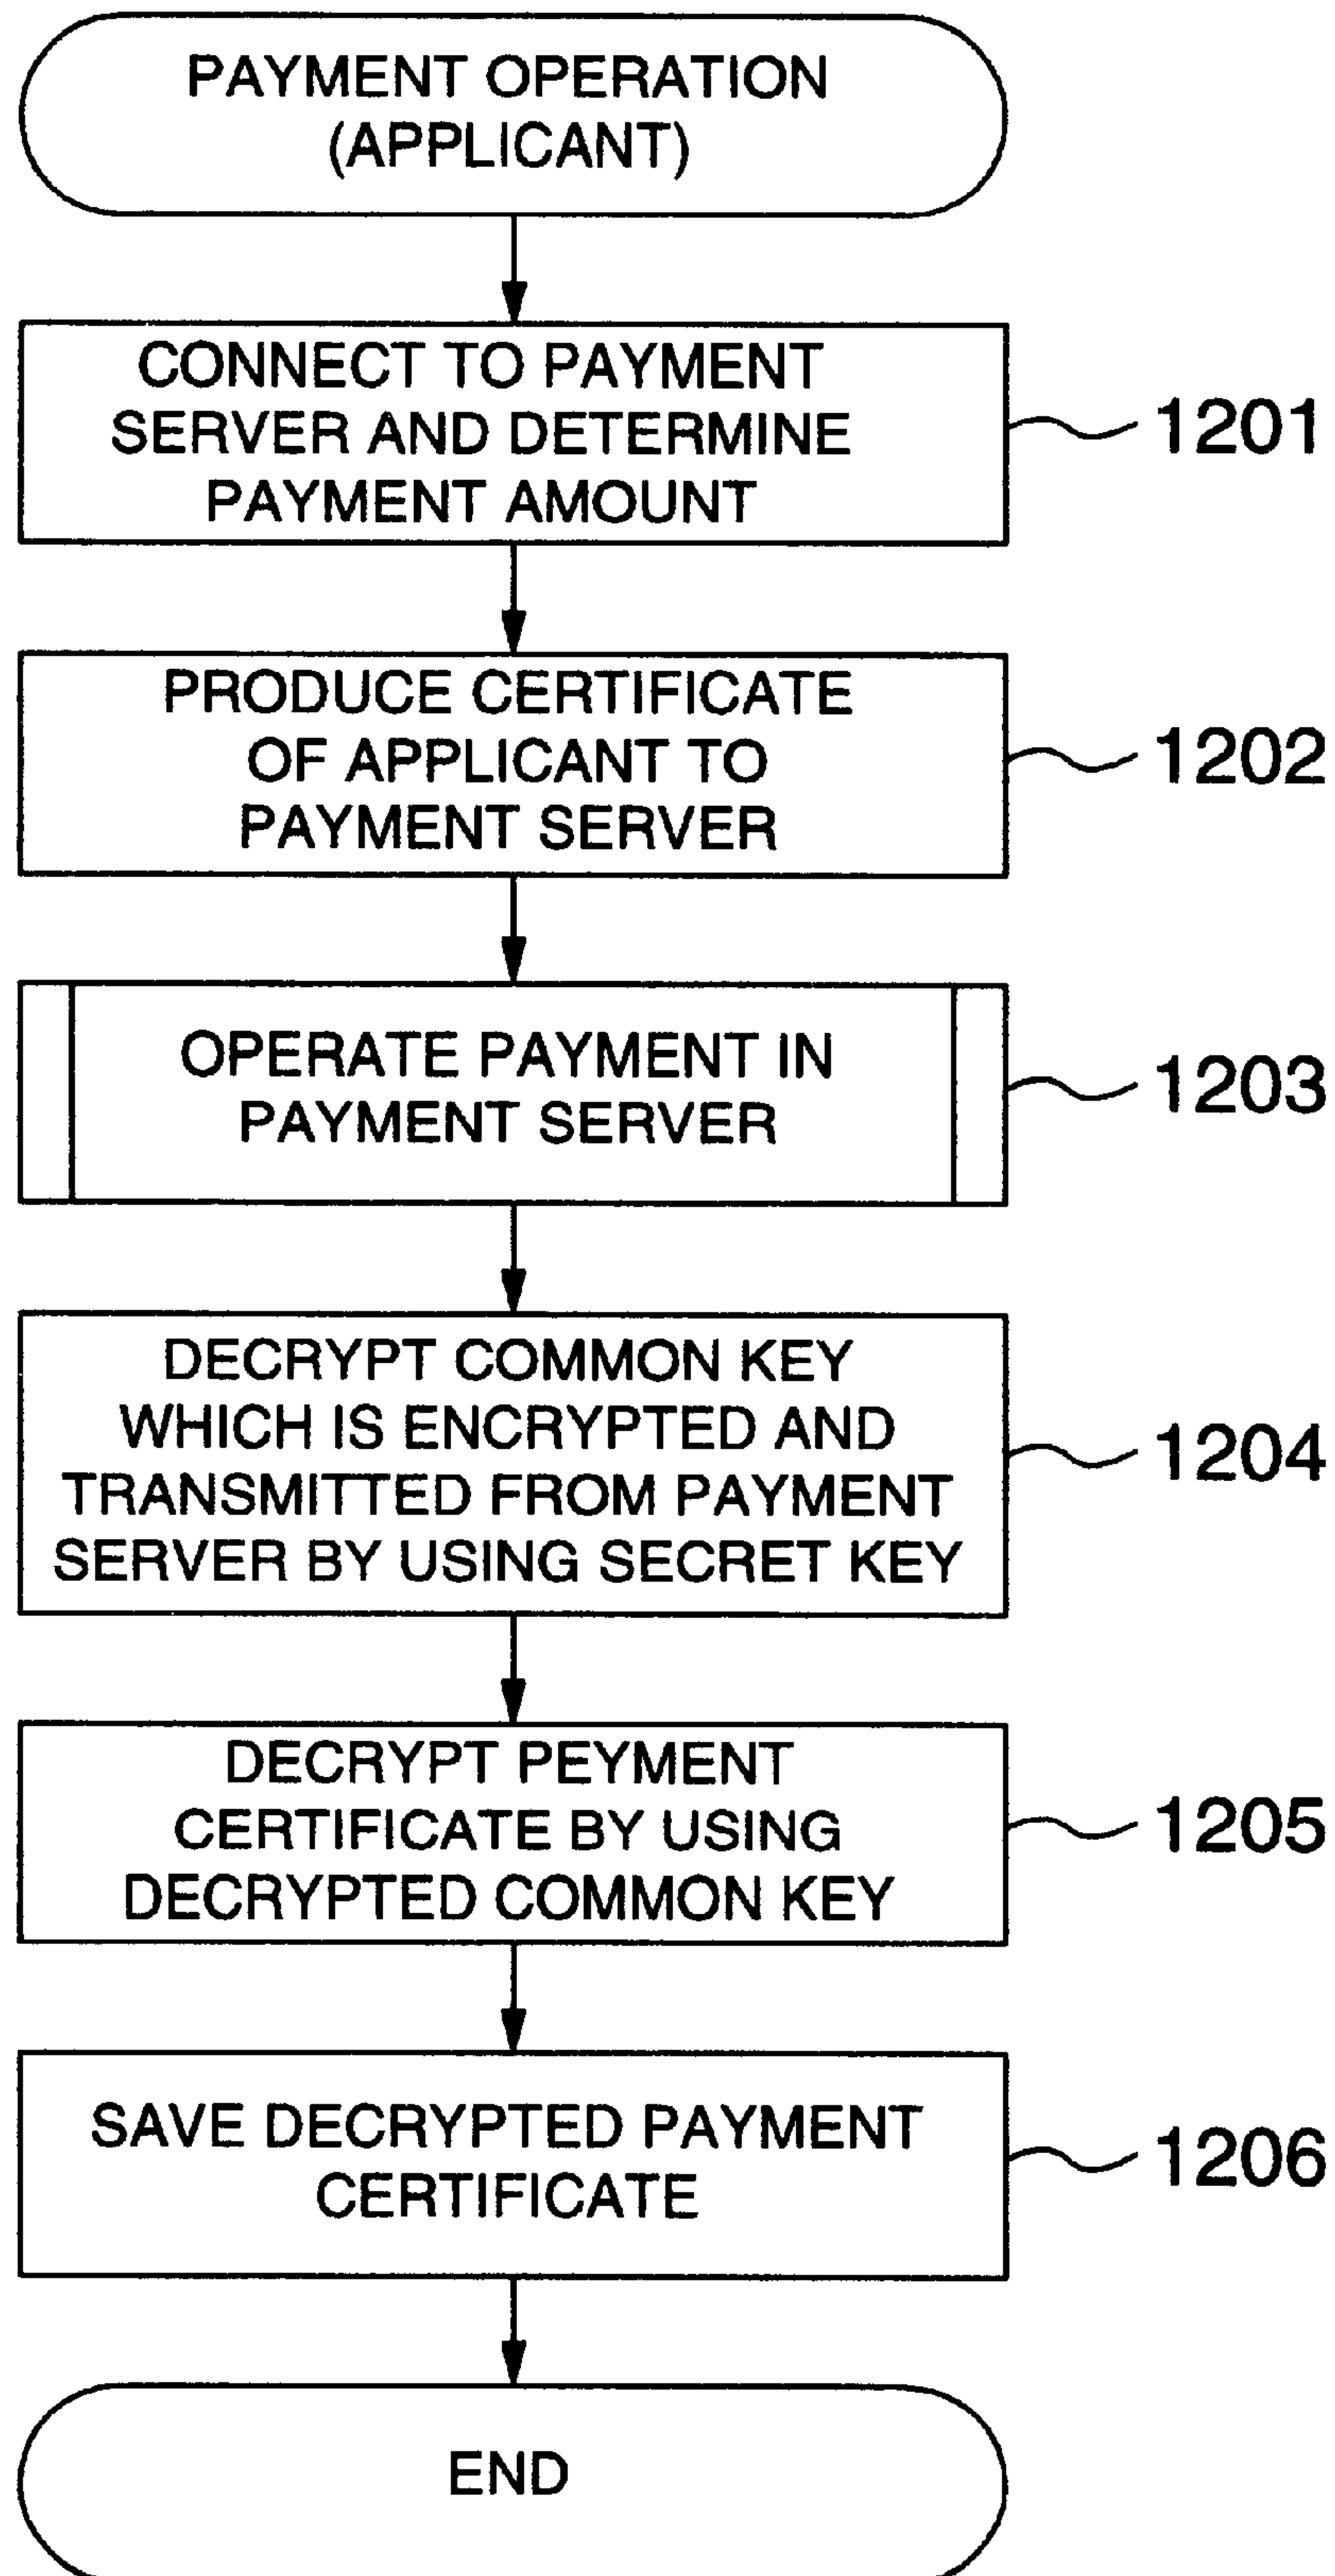 PAYMENT OPERATION
(APPLICANT)
CONNECT TO PAYMENT
SERVER AND DETERMINE
PAYMENT AMOUNT
1201
PRODUCE CERTIFICATE
OF APPLICANT TO
PAYMENT SERVER
1202
OPERATE PAYMENT IN
PAYMENT SERVER
1203
DECRYPT COMMON KEY
WHICH IS ENCRYPTED AND
TRANSMITTED FROM PAYMENT
SERVER BY USING SECRET KEY
1204
DECRYPT PEYMENT
CERTIFICATE BY USING
DECRYPTED COMMON KEY
1205
SAVE DECRYPTED PAYMENT
CERTIFICATE
1206
END